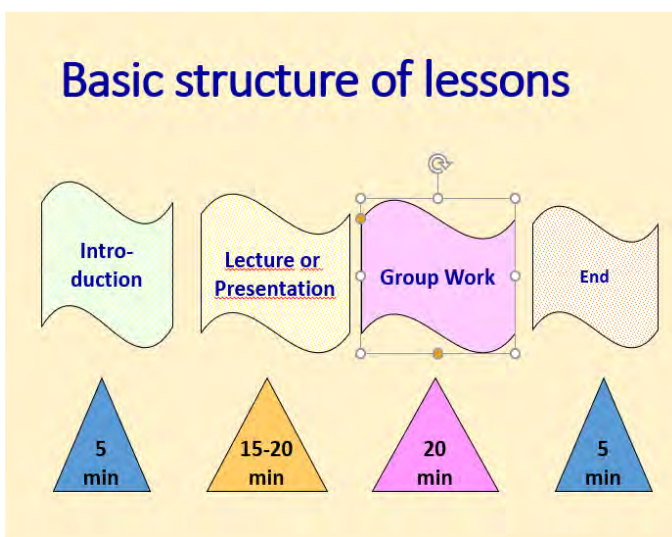 Basic structure of lessons
Intro-
duction
Lecture or
Presentation
Group Work
End
5
min
15-20
min
20
min
5
min